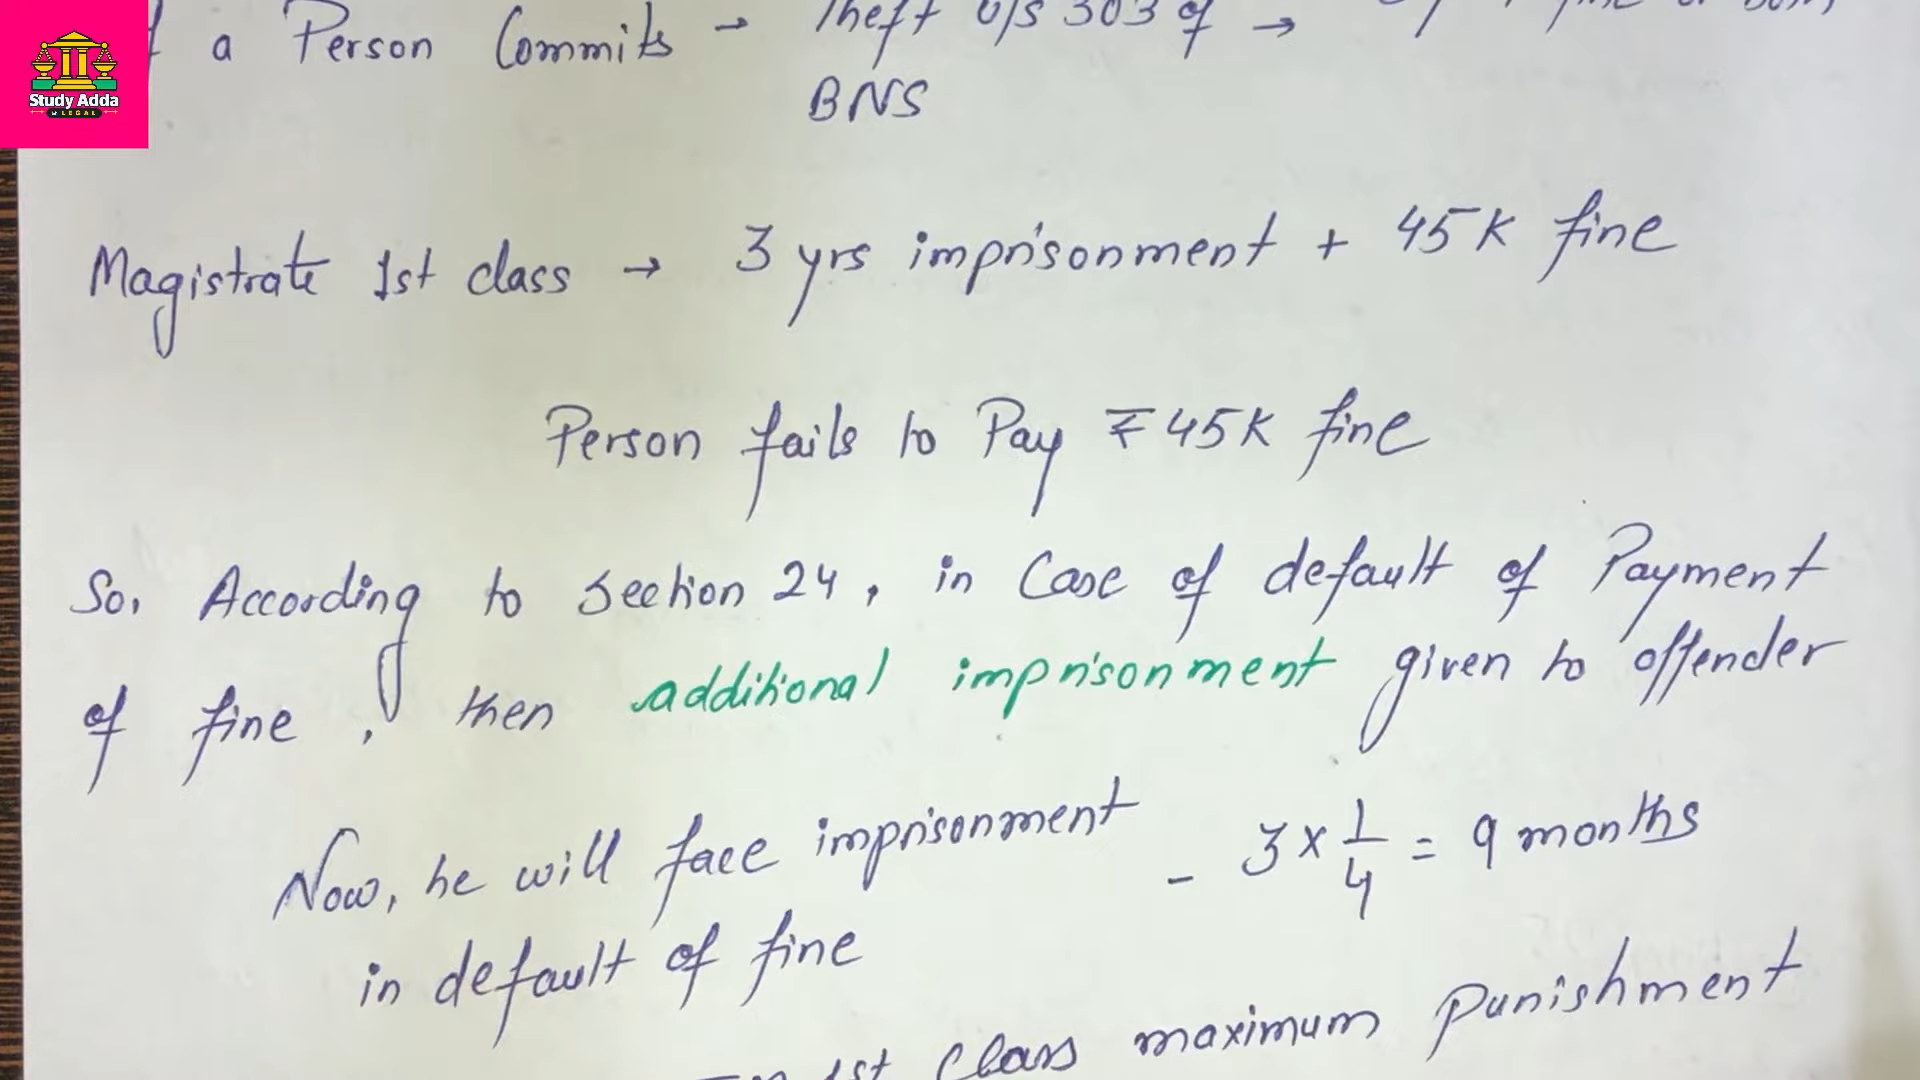 Study Adda
LEGAL
a Person Commits - Theft U/s 303 of →
BNS
Magistrate 1st class → 3 yrs imprisonment + 45K fine
Person fails to Pay ₹45K fine
So, According to Section 24, in Case of default of Payment
of fine, then additional imprisonment given to offender
Now, he will face imprisonment - 3 x 1/4 = 9 months
in default of fine
1st Class maximum Punishment